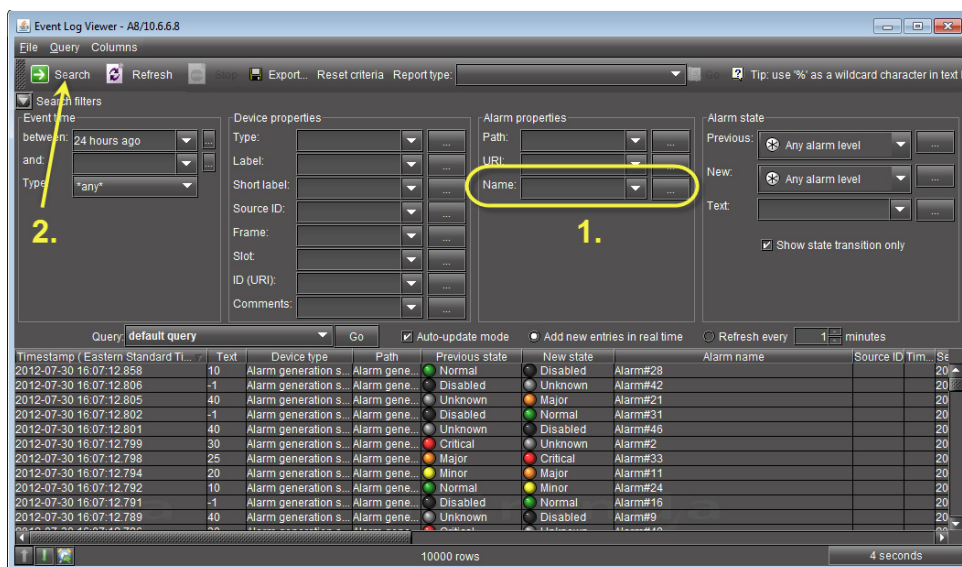 Event Log Viewer - A8/10.6.6.8
File Query Columns
Search Refresh Stop Export... Reset criteria Report type: Go Tip: use '%' as a wildcard character in text
Search filters
Event time Device properties Alarm properties Alarm state
between: 24 hours ago ... Type: ... Path: ... Previous: Any alarm level ...
and: ... Label: ... URI: ... New: Any alarm level ...
Type *any* Short label: ... Name: ... Text: ...
Source ID: ...
2. Frame: ... 1.
Show state transition only
Slot: ...
ID (URI): ...
Comments: ...
Query: default query Go Auto-update mode Add new entries in real time Refresh every 1 minutes
Timestamp ( Eastern Standard Ti... Text Device type Path Previous state New state Alarm name Source ID Tim... Se
2012-07-30 16:07:12.858 10 Alarm generation s... Alarm gene... Normal Disabled Alarm#28 20
2012-07-30 16:07:12.806 -1 Alarm generation s... Alarm gene... Disabled Unknown Alarm#42 20
2012-07-30 16:07:12.805 40 Alarm generation s... Alarm gene... Unknown Major Alarm#21 20
2012-07-30 16:07:12.802 -1 Alarm generation s... Alarm gene... Disabled Normal Alarm#31 20
2012-07-30 16:07:12.801 40 Alarm generation s... Alarm gene... Unknown Disabled Alarm#46 20
2012-07-30 16:07:12.799 30 Alarm generation s... Alarm gene... Critical Unknown Alarm#2 20
2012-07-30 16:07:12.798 25 Alarm generation s... Alarm gene... Major Critical Alarm#33 20
2012-07-30 16:07:12.794 20 Alarm generation s... Alarm gene... Minor Major Alarm#11 20
2012-07-30 16:07:12.792 10 Alarm generation s... Alarm gene... Normal Minor Alarm#24 20
2012-07-30 16:07:12.791 -1 Alarm generation s... Alarm gene... Disabled Normal Alarm#16 20
2012-07-30 16:07:12.789 40 Alarm generation s... Alarm gene... Unknown Disabled Alarm#9 20
10000 rows 4 seconds